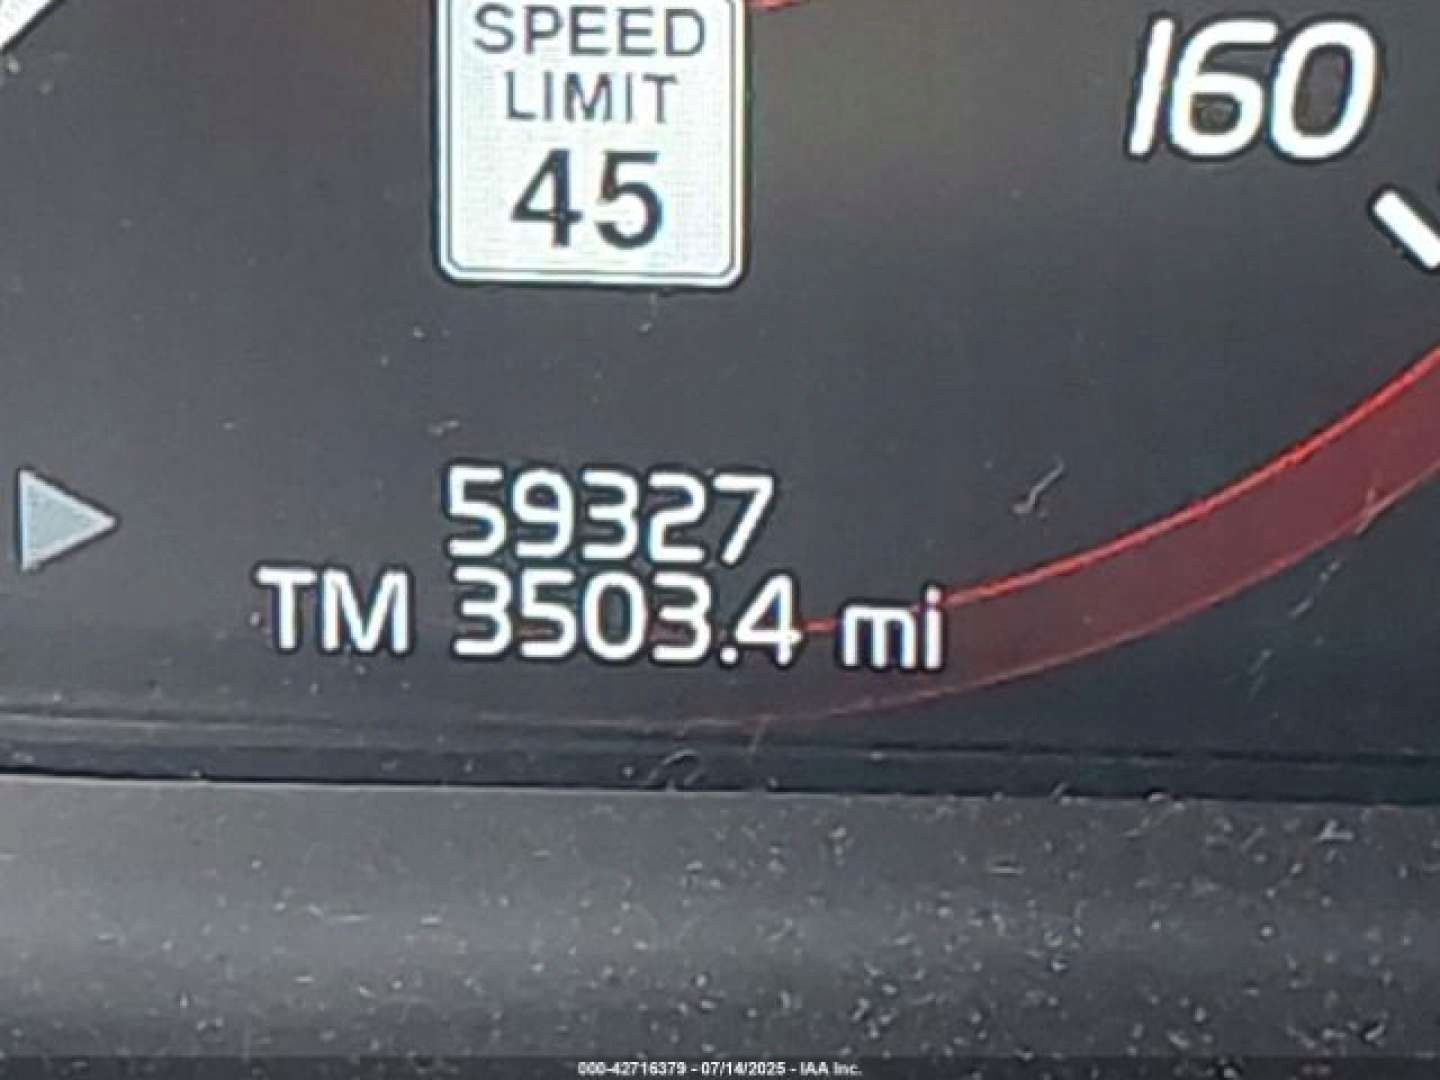 SPEED
LIMIT
45
160
59327
TM 3503.4 mi
000-42716379 - 07/14/2025 - IAA Inc.